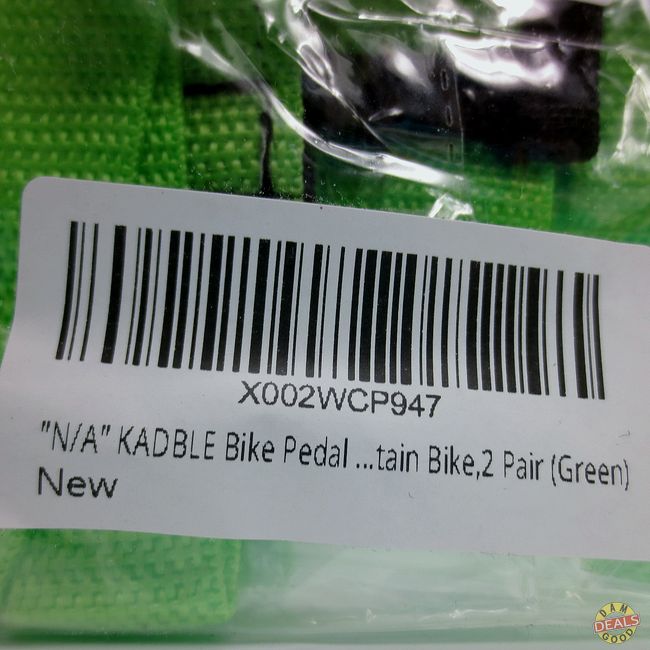 X002WCP947
"N/A" KADBLE Bike Pedal ...tain Bike,2 Pair (Green)
New
DAM
DEALS
GOOD